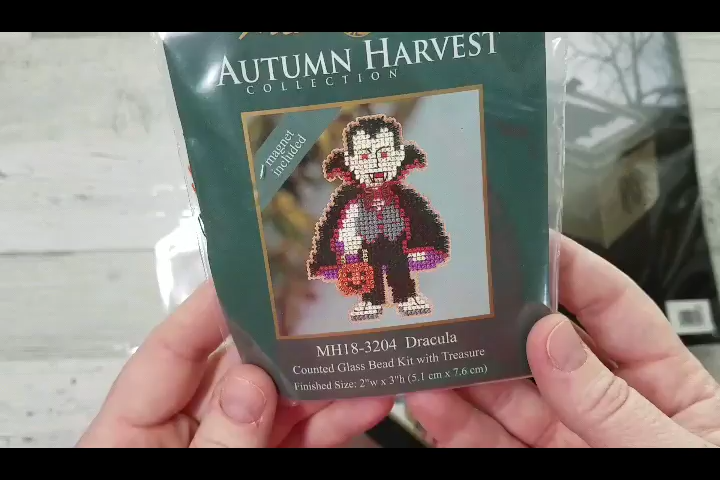 AUTUMN HARVEST
COLLECTION
magnet
included
MH18-3204 Dracula
Counted Glass Bead Kit with Treasure
Finished Size: 2"w x 3"h (5.1 cm x 7.6 cm)